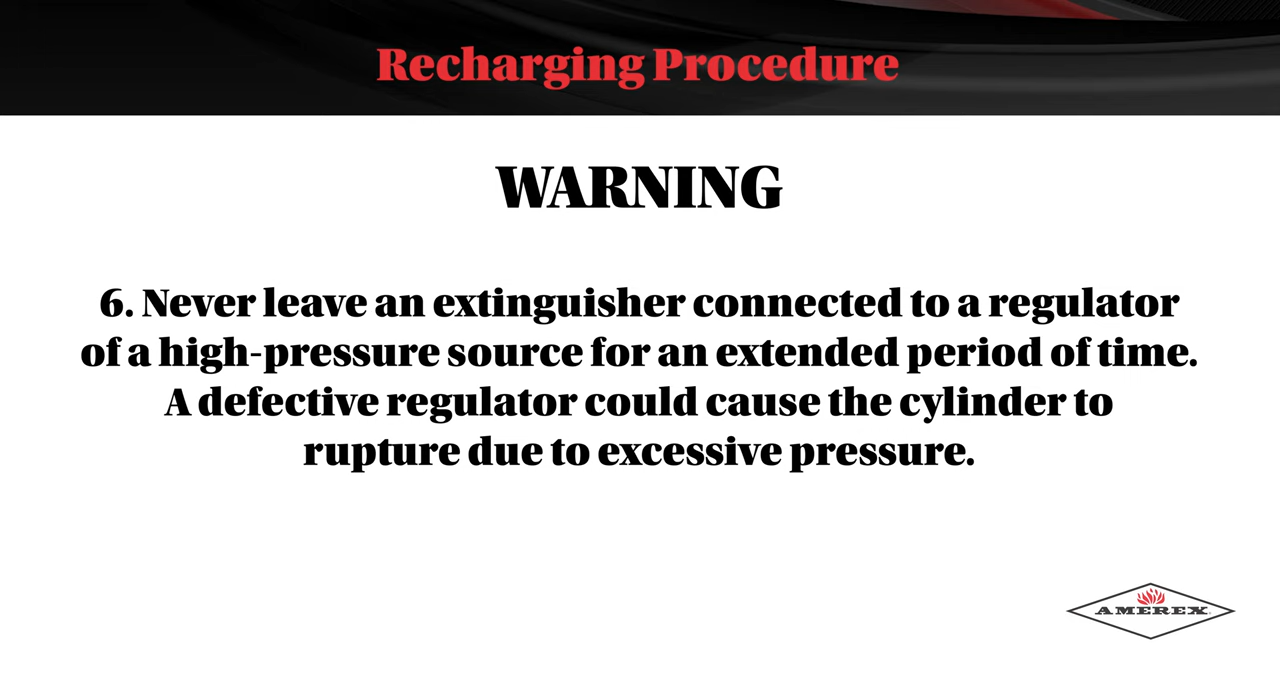 Recharging Procedure
WARNING
6. Never leave an extinguisher connected to a regulator
of a high-pressure source for an extended period of time.
A defective regulator could cause the cylinder to
rupture due to excessive pressure.
AMEREX